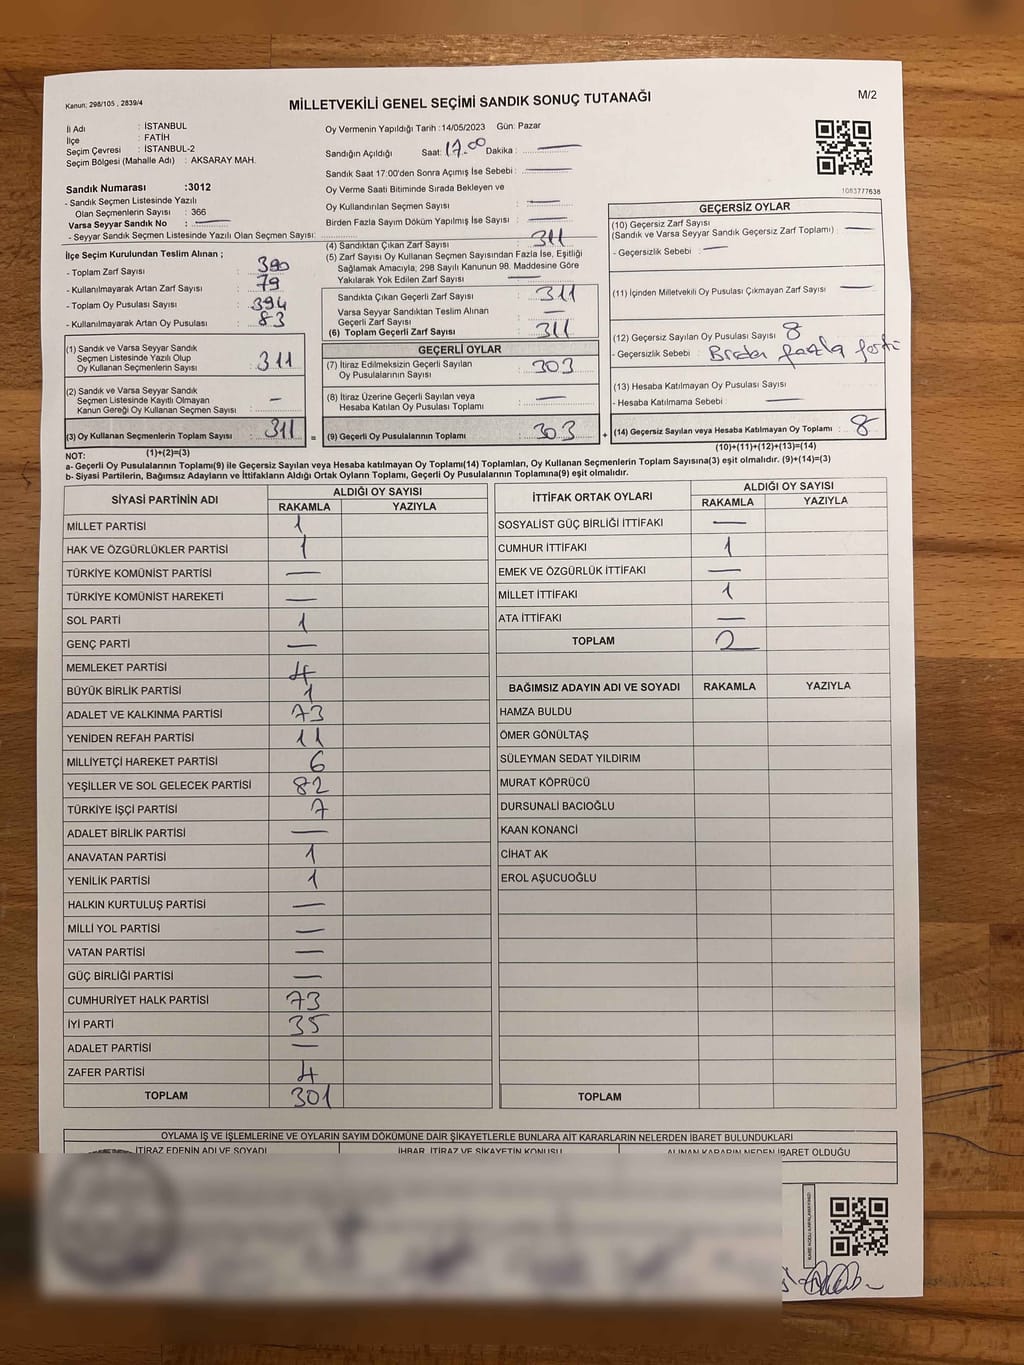 Kanun; 298/105 , 2839/4
MİLLETVEKİLİ GENEL SEÇİMİ SANDIK SONUÇ TUTANAĞI
M/2
İl Adı : İSTANBUL
İlçe : FATİH
Seçim Çevresi : İSTANBUL-2
Seçim Bölgesi (Mahalle Adı) : AKSARAY MAH.
Sandık Numarası :3012
- Sandık Seçmen Listesinde Yazılı
Olan Seçmenlerin Sayısı : 366
Varsa Seyyar Sandık No : —
- Seyyar Sandık Seçmen Listesinde Yazılı Olan Seçmen Sayısı:
Oy Vermenin Yapıldığı Tarih :14/05/2023 Gün: Pazar
Sandığın Açıldığı Saat: 17.00 Dakika : —
Sandık Saat 17:00'den Sonra Açımış İse Sebebi : —
Oy Verme Saati Bitiminde Sırada Bekleyen ve
Oy Kullandırılan Seçmen Sayısı : —
Birden Fazla Sayım Döküm Yapılmış İse Sayısı : —
1083777638
İlçe Seçim Kurulundan Teslim Alınan ;
- Toplam Zarf Sayısı : 390
- Kullanılmayarak Artan Zarf Sayısı : 79
- Toplam Oy Pusulası Sayısı : 394
- Kullanılmayarak Artan Oy Pusulası : 83
(1) Sandık ve Varsa Seyyar Sandık
Seçmen Listesinde Yazılı Olup
Oy Kullanan Seçmenlerin Sayısı : 311
(2) Sandık ve Varsa Seyyar Sandık
Seçmen Listesinde Kayıtlı Olmayan
Kanun Gereği Oy Kullanan Seçmen Sayısı : —
(3) Oy Kullanan Seçmenlerin Toplam Sayısı : 311 =
(1)+(2)=(3)
(4) Sandıktan Çıkan Zarf Sayısı : 311
(5) Zarf Sayısı Oy Kullanan Seçmen Sayısından Fazla İse, Eşitliği
Sağlamak Amacıyla, 298 Sayılı Kanunun 98. Maddesine Göre
Yakılarak Yok Edilen Zarf Sayısı : —
Sandıkta Çıkan Geçerli Zarf Sayısı : 311
Varsa Seyyar Sandıktan Teslim Alınan
Geçerli Zarf Sayısı : —
(6) Toplam Geçerli Zarf Sayısı : 311
GEÇERLİ OYLAR
(7) İtiraz Edilmeksizin Geçerli Sayılan
Oy Pusulalarının Sayısı : 303
(8) İtiraz Üzerine Geçerli Sayılan veya
Hesaba Katılan Oy Pusulası Toplamı : —
(9) Geçerli Oy Pusulalarının Toplamı : 303 +
GEÇERSİZ OYLAR
(10) Geçersiz Zarf Sayısı
(Sandık ve Varsa Seyyar Sandık Geçersiz Zarf Toplamı) : —
- Geçersizlik Sebebi : —
(11) İçinden Milletvekili Oy Pusulası Çıkmayan Zarf Sayısı : —
(12) Geçersiz Sayılan Oy Pusulası Sayısı : 8
- Geçersizlik Sebebi : fazla
(13) Hesaba Katılmayan Oy Pusulası Sayısı :
- Hesaba Katılmama Sebebi : —
(14) Geçersiz Sayılan veya Hesaba Katılmayan Oy Toplamı : 8
(10)+(11)+(12)+(13)=(14)
NOT:
a- Geçerli Oy Pusulalarının Toplamı(9) ile Geçersiz Sayılan veya Hesaba katılmayan Oy Toplamı(14) Toplamları, Oy Kullanan Seçmenlerin Toplam Sayısına(3) eşit olmalıdır. (9)+(14)=(3)
b- Siyasi Partilerin, Bağımsız Adayların ve İttifakların Aldığı Ortak Oyların Toplamı, Geçerli Oy Pusulalarının Toplamına(9) eşit olmalıdır.
SİYASİ PARTİNİN ADI ALDIĞI OY SAYISI
RAKAMLA YAZIYLA
MİLLET PARTİSİ 1
HAK VE ÖZGÜRLÜKLER PARTİSİ 1
TÜRKİYE KOMÜNİST PARTİSİ —
TÜRKİYE KOMÜNİST HAREKETİ —
SOL PARTİ 1
GENÇ PARTİ —
MEMLEKET PARTİSİ 4
BÜYÜK BİRLİK PARTİSİ 1
ADALET VE KALKINMA PARTİSİ 73
YENİDEN REFAH PARTİSİ 11
MİLLİYETÇİ HAREKET PARTİSİ 6
YEŞİLLER VE SOL GELECEK PARTİSİ 82
TÜRKİYE İŞÇİ PARTİSİ 7
ADALET BİRLİK PARTİSİ —
ANAVATAN PARTİSİ 1
YENİLİK PARTİSİ 1
HALKIN KURTULUŞ PARTİSİ —
MİLLİ YOL PARTİSİ —
VATAN PARTİSİ —
GÜÇ BİRLİĞİ PARTİSİ —
CUMHURİYET HALK PARTİSİ 73
İYİ PARTİ 35
ADALET PARTİSİ —
ZAFER PARTİSİ 4
TOPLAM 301
İTTİFAK ORTAK OYLARI ALDIĞI OY SAYISI
RAKAMLA YAZIYLA
SOSYALİST GÜÇ BİRLİĞİ İTTİFAKI —
CUMHUR İTTİFAKI 1
EMEK VE ÖZGÜRLÜK İTTİFAKI —
MİLLET İTTİFAKI 1
ATA İTTİFAKI —
TOPLAM 2
BAĞIMSIZ ADAYIN ADI VE SOYADI RAKAMLA YAZIYLA
HAMZA BULDU
ÖMER GÖNÜLTAŞ
SÜLEYMAN SEDAT YILDIRIM
MURAT KÖPRÜCÜ
DURSUNALİ BACIOĞLU
KAAN KONANCİ
CİHAT AK
EROL AŞUCUOĞLU
TOPLAM
OYLAMA İŞ VE İŞLEMLERİNE VE OYLARIN SAYIM DÖKÜMÜNE DAİR ŞİKAYETLERLE BUNLARA AİT KARARLARIN NELERDEN İBARET BULUNDUKLARI
İTİRAZ EDENİN ADI VE SOYADI İHBAR, İTİRAZ VE ŞİKAYETİN KONUSU ALINAN KARARIN NEDEN İBARET OLDUĞU